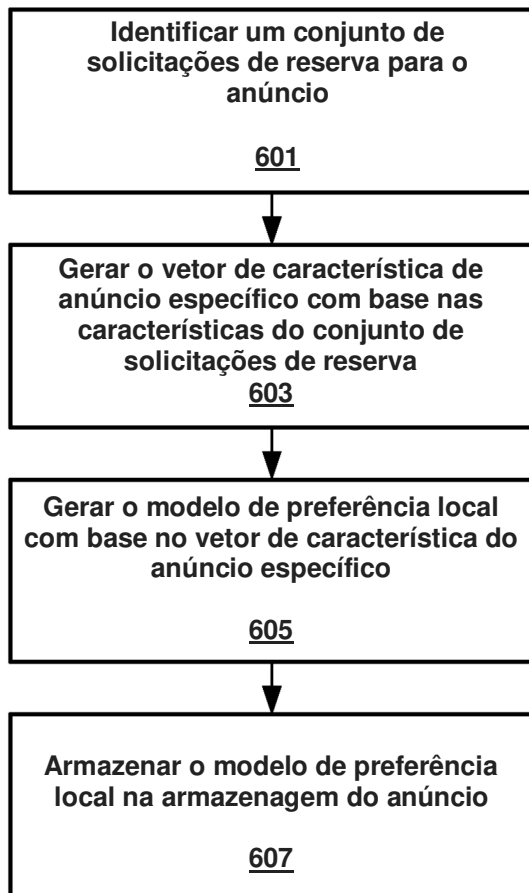 Identificar um conjunto de
solicitações de reserva para o
anúncio
601
Gerar o vetor de característica de
anúncio específico com base nas
características do conjunto de
solicitações de reserva
603
Gerar o modelo de preferência local
com base no vetor de característica do
anúncio específico
605
Armazenar o modelo de preferência
local na armazenagem do anúncio
607